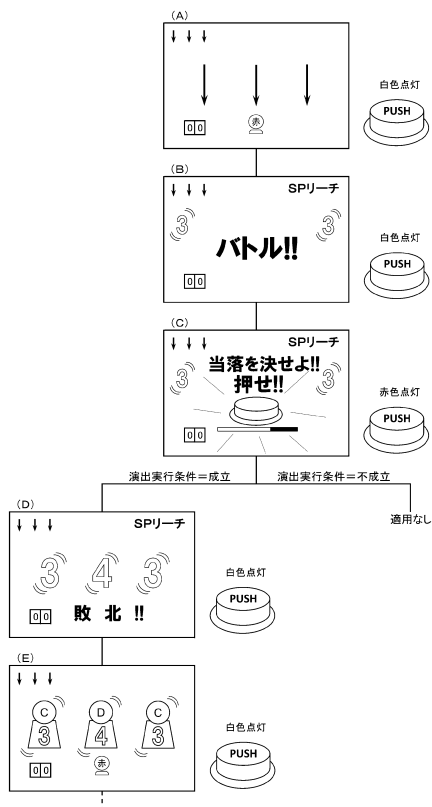 (A)
赤
00
白色点灯
PUSH
(B)
SPリーチ
3
3
バトル!!
00
白色点灯
PUSH
(C)
SPリーチ
当落を決せよ!!
押せ!!
3
3
00
赤色点灯
PUSH
演出実行条件=成立
演出実行条件=不成立
適用なし
(D)
SPリーチ
3
4
3
00
敗北!!
白色点灯
PUSH
(E)
C
D
C
3
4
3
00
赤
白色点灯
PUSH